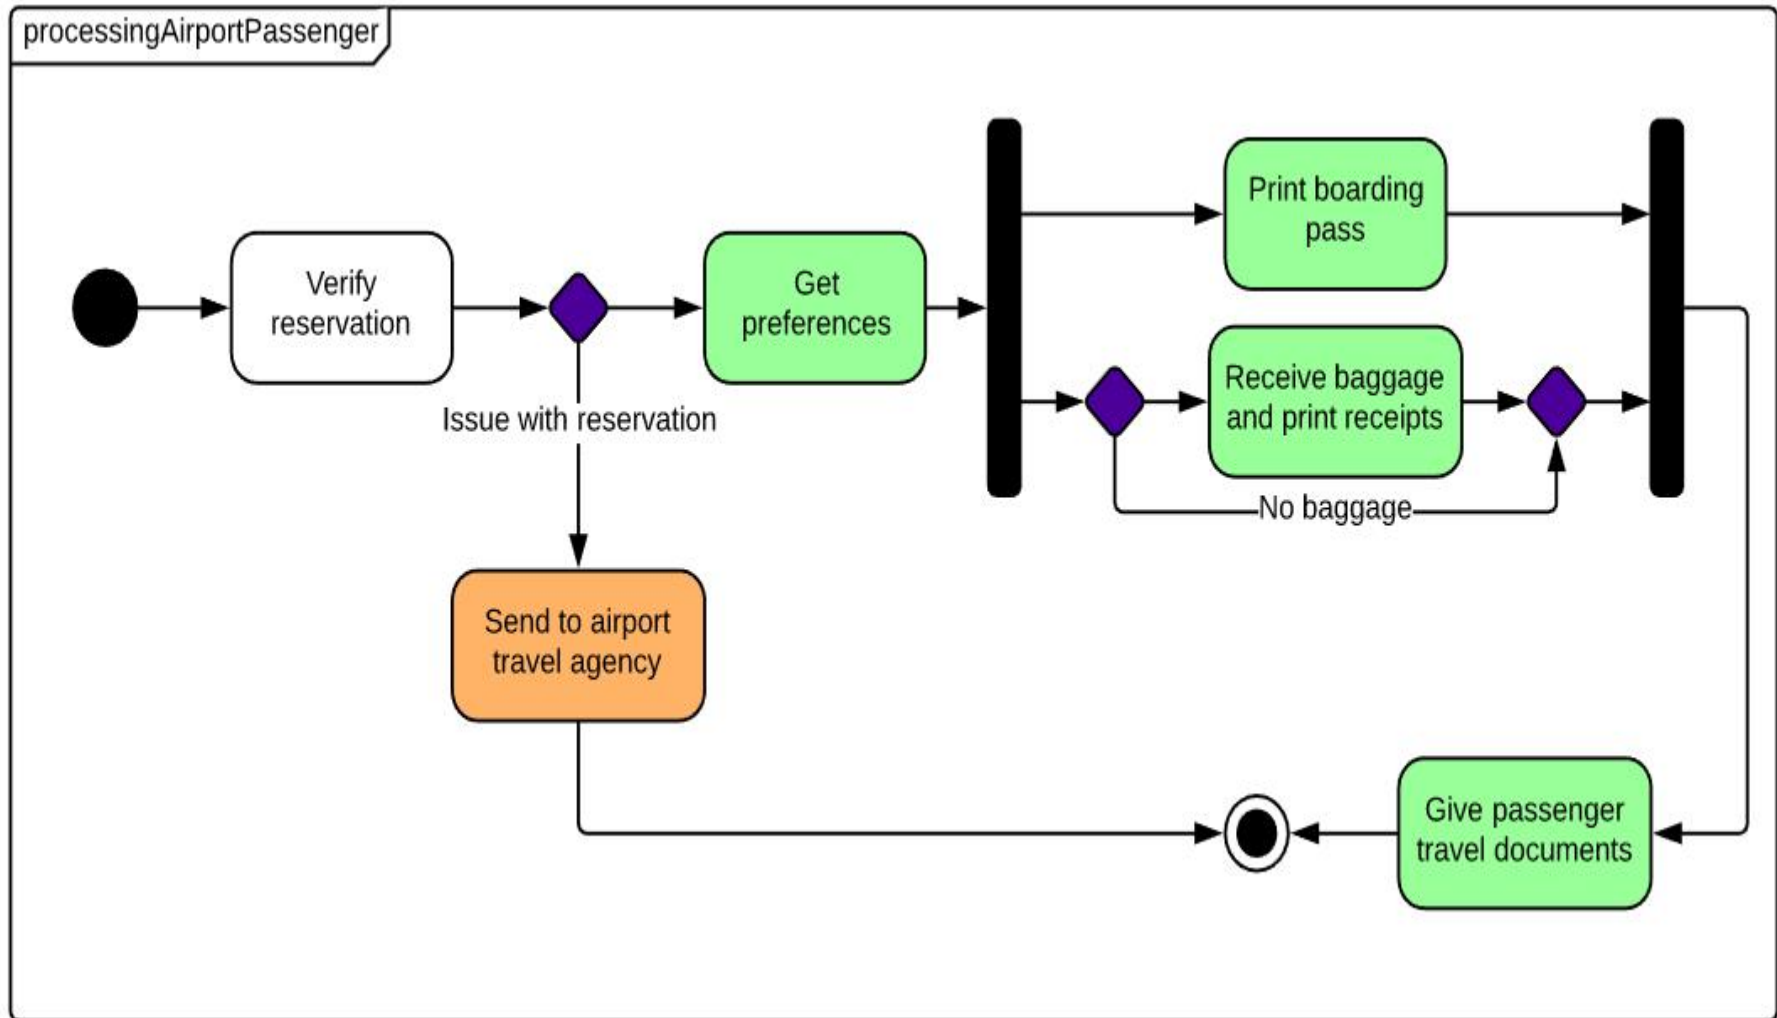 processingAirportPassenger
Verify
reservation
Get
preferences
Print boarding
pass
Receive baggage
and print receipts
Issue with reservation
No baggage
Send to airport
travel agency
Give passenger
travel documents